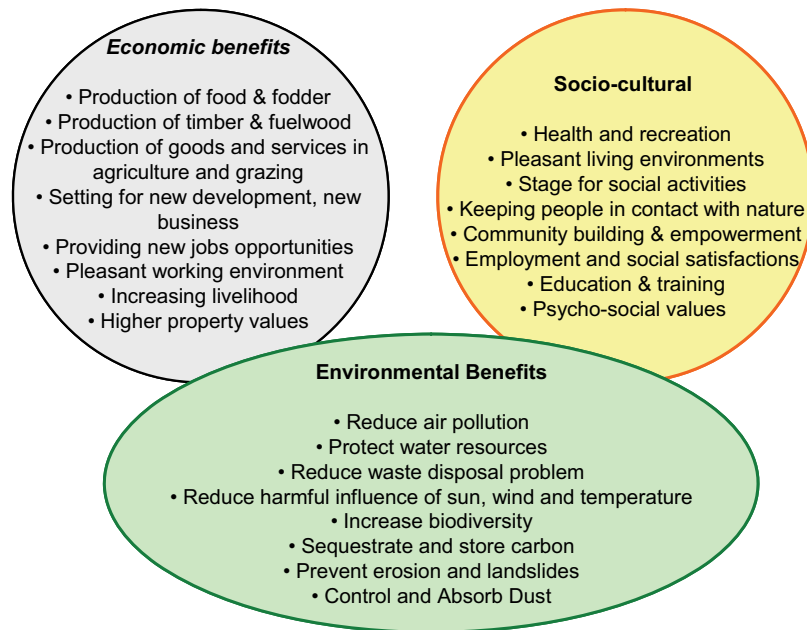 Economic benefits
• Production of food & fodder
• Production of timber & fuelwood
• Production of goods and services in
agriculture and grazing
• Setting for new development, new
business
• Providing new jobs opportunities
• Pleasant working environment
• Increasing livelihood
• Higher property values
Socio-cultural
• Health and recreation
• Pleasant living environments
• Stage for social activities
• Keeping people in contact with nature
• Community building & empowerment
• Employment and social satisfactions
• Education & training
• Psycho-social values
Environmental Benefits
• Reduce air pollution
• Protect water resources
• Reduce waste disposal problem
• Reduce harmful influence of sun, wind and temperature
• Increase biodiversity
• Sequestrate and store carbon
• Prevent erosion and landslides
• Control and Absorb Dust